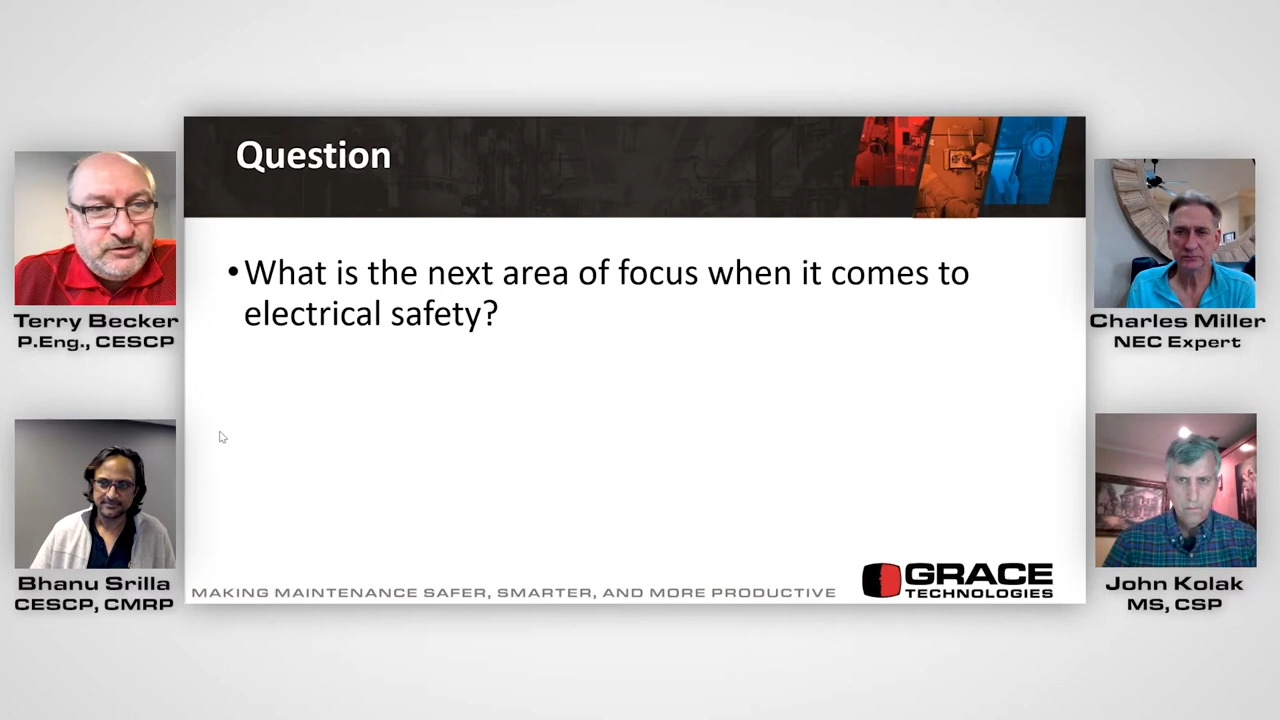 Question
•What is the next area of focus when it comes to
electrical safety?
MAKING MAINTENANCE SAFER, SMARTER, AND MORE PRODUCTIVE
GRACE
TECHNOLOGIES
Terry Becker
P.Eng., CESCP
Bhanu Srilla
CESCP, CMRP
Charles Miller
NEC Expert
John Kolak
MS, CSP